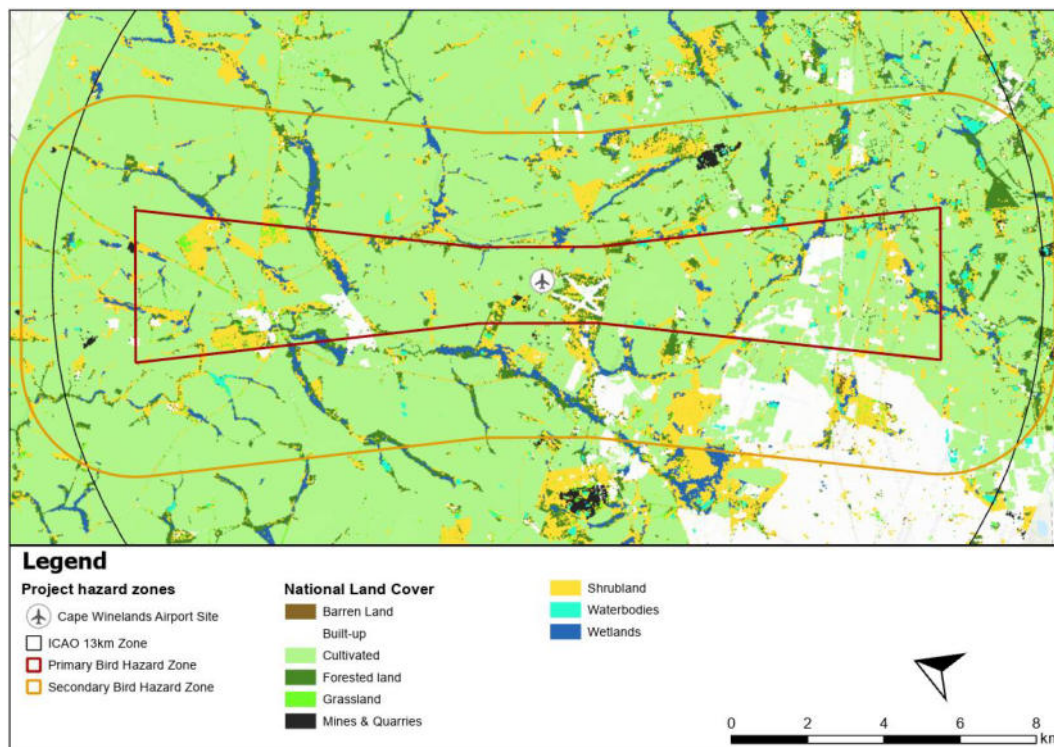 Legend
Project hazard zones
Cape Winelands Airport Site
ICAO 13km Zone
Primary Bird Hazard Zone
Secondary Bird Hazard Zone
National Land Cover
Barren Land
Built-up
Cultivated
Forested land
Grassland
Mines & Quarries
Shrubland
Waterbodies
Wetlands
0 2 4 6 8
km